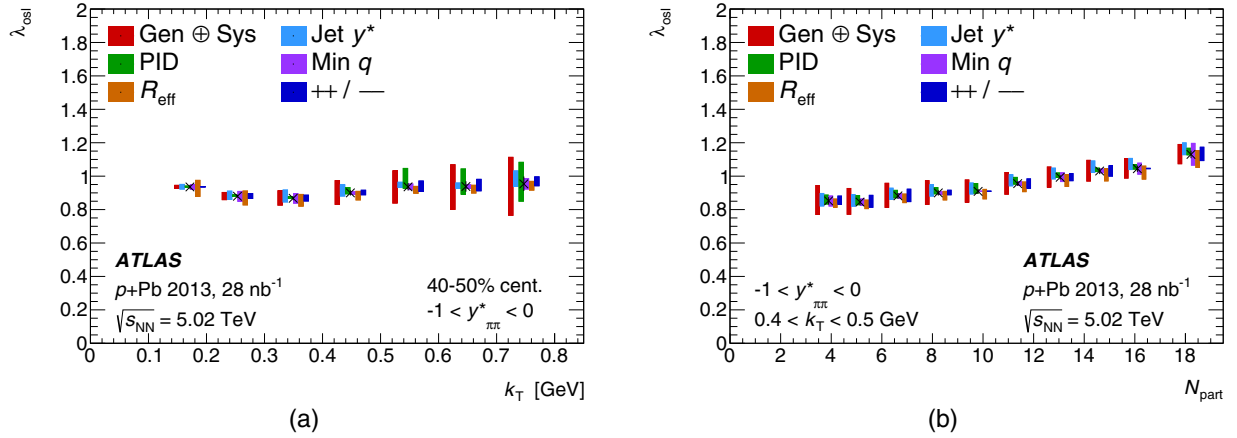 λosl
2
1.8
1.6
1.4
1.2
1
0.8
0.6
0.4
0.2
0
Gen ⊕ Sys
Jet y*
PID
Min q
Reff
++ / −−
ATLAS
p+Pb 2013, 28 nb-1
√sNN = 5.02 TeV
40-50% cent.
-1 < y*ππ < 0
0 0.1 0.2 0.3 0.4 0.5 0.6 0.7 0.8
kT [GeV]
(a)
λosl
2
1.8
1.6
1.4
1.2
1
0.8
0.6
0.4
0.2
0
Gen ⊕ Sys
Jet y*
PID
Min q
Reff
++ / −−
-1 < y*ππ < 0
0.4 < kT < 0.5 GeV
ATLAS
p+Pb 2013, 28 nb-1
√sNN = 5.02 TeV
0 2 4 6 8 10 12 14 16 18
Npart
(b)